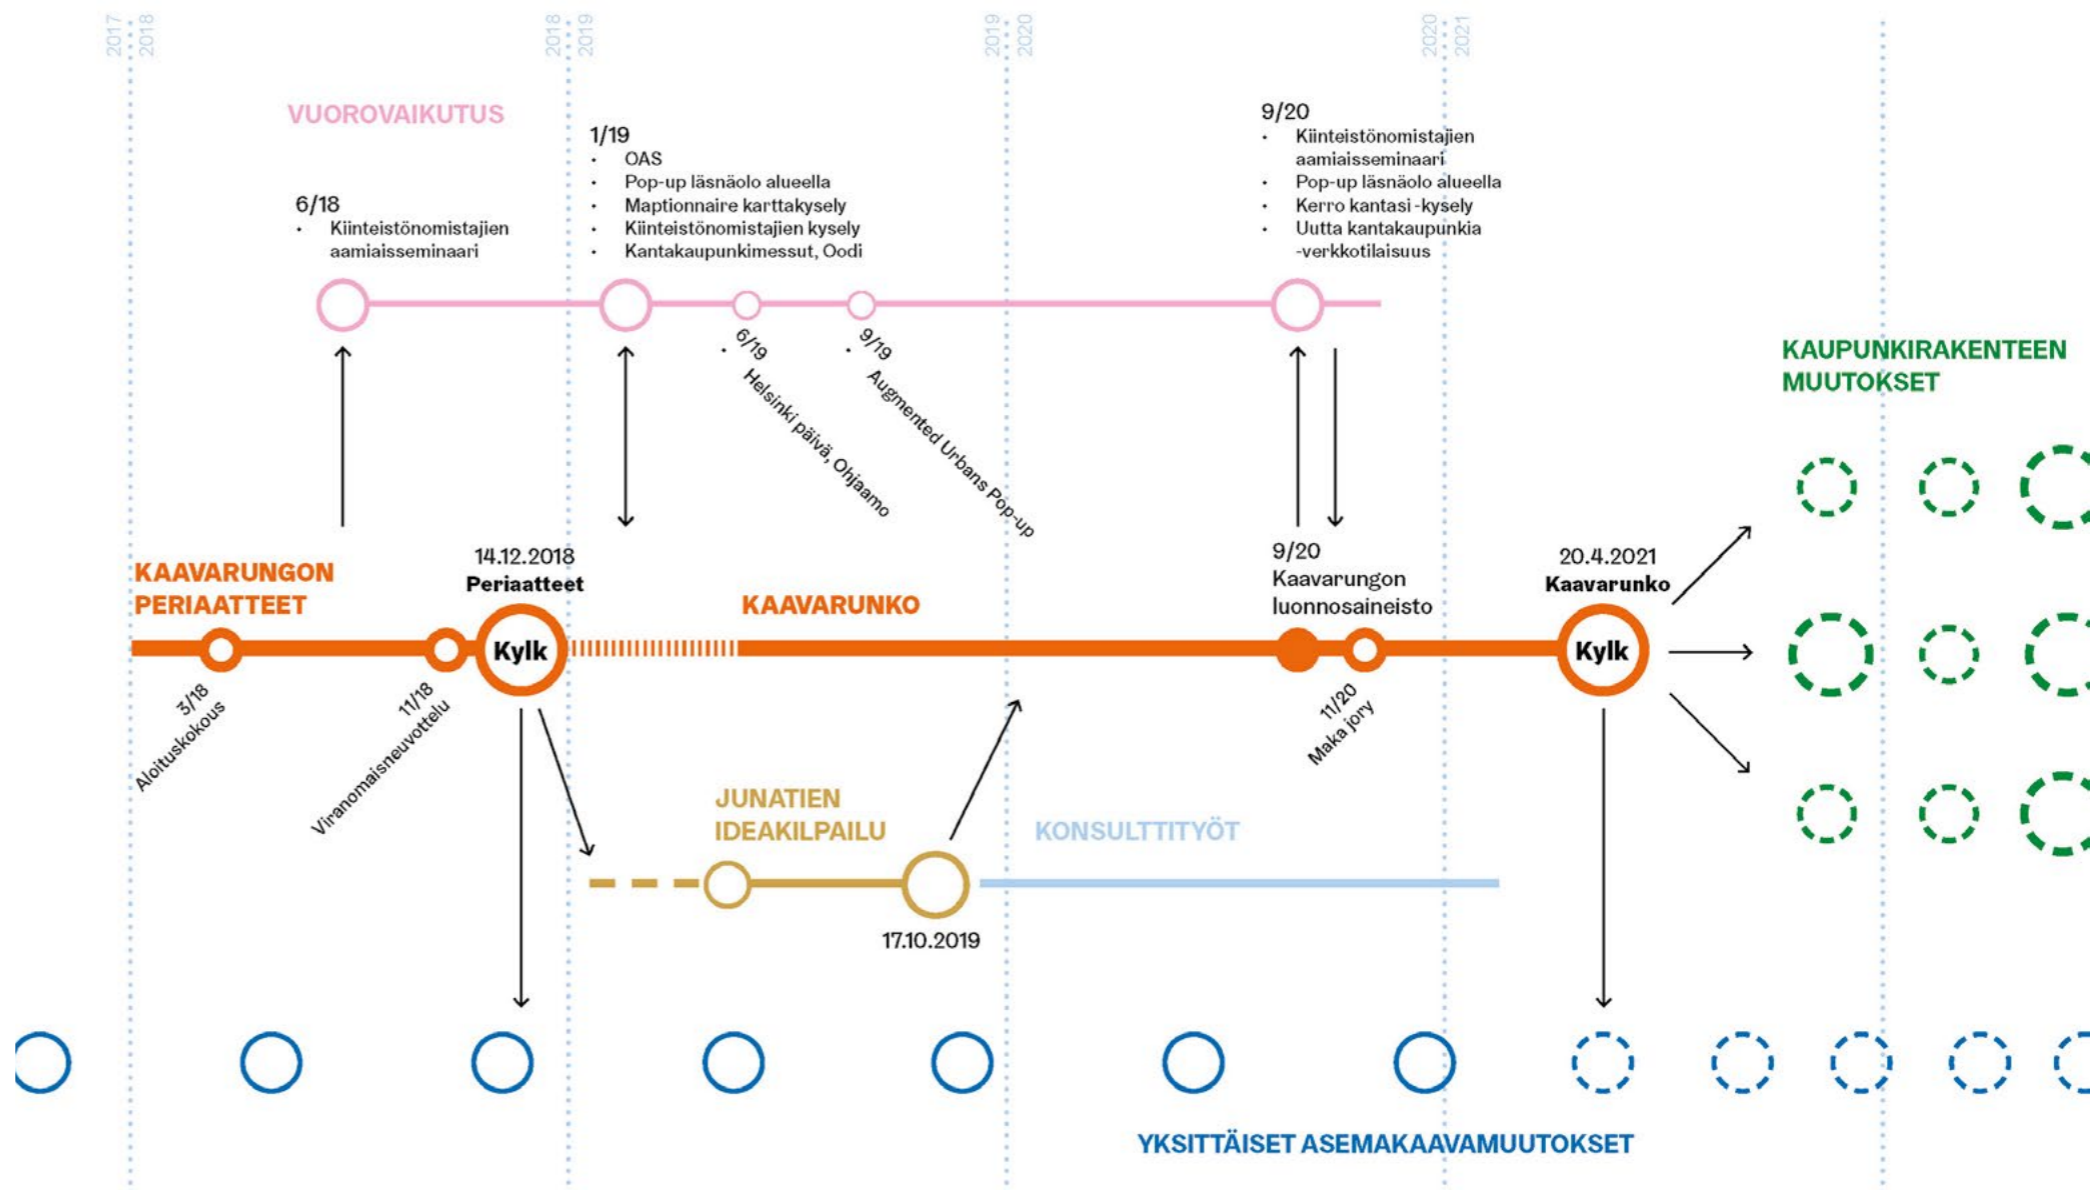 2017
2018
2018
2019
2019
2020
2020
2021
VUOROVAIKUTUS
6/18
• Kiinteistönomistajien
aamiaisseminaari
1/19
• OAS
• Pop-up läsnäolo alueella
• Maptionnaire karttakysely
• Kiinteistönomistajien kysely
• Kantakaupunkimessut, Oodi
9/20
• Kiinteistönomistajien
aamiaisseminaari
• Pop-up läsnäolo alueella
• Kerro kantasi -kysely
• Uutta kantakaupunkia
-verkkotilaisuus
6/19
• Helsinki päivä, Ohjaamo
9/19
• Augmented Urbans Pop-up
KAUPUNKIRAKENTEEN
MUUTOKSET
KAAVARUNGON
PERIAATTEET
14.12.2018
Periaatteet
Kylk
KAAVARUNKO
9/20
Kaavarungon
luonnosaineisto
20.4.2021
Kaavarunko
Kylk
3/18
Aloituskokous
11/18
Viranomaisneuvottelu
11/20
Maka jory
JUNATIEN
IDEAKILPAILU
17.10.2019
KONSULTTITYÖT
YKSITTÄISET ASEMAKAAVAMUUTOKSET